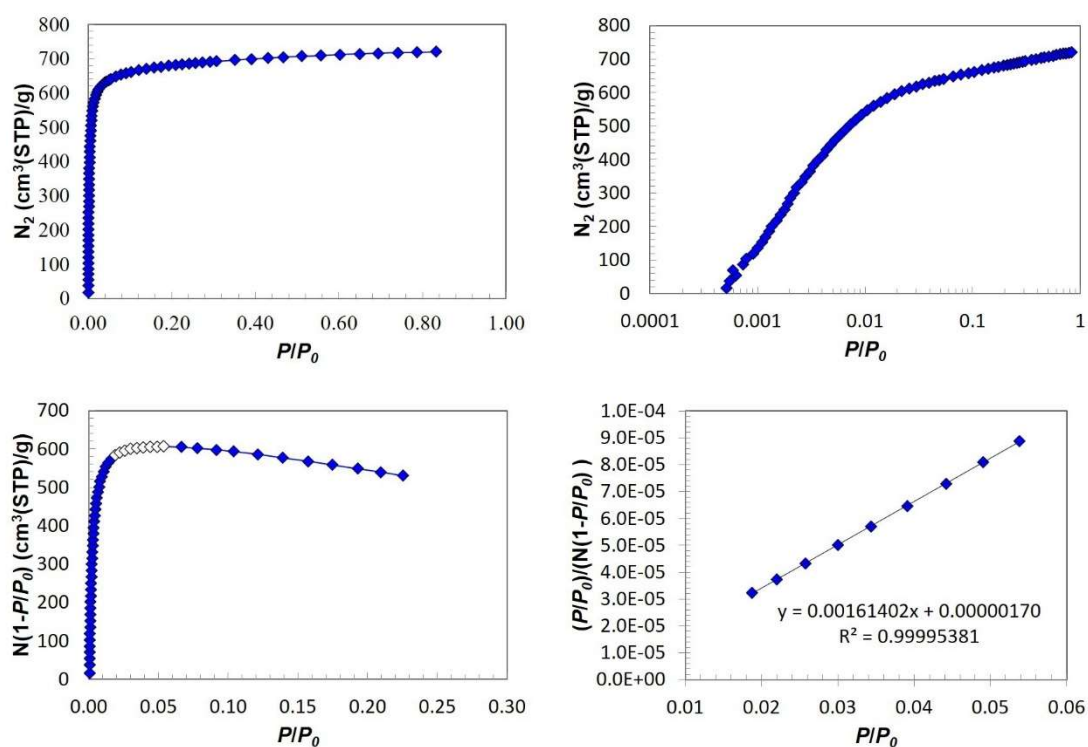 N₂ (cm³(STP)/g)
800
700
600
500
400
300
200
100
0
0.00 0.20 0.40 0.60 0.80 1.00
P/P₀
N₂ (cm³(STP)/g)
800
700
600
500
400
300
200
100
0
0.0001 0.001 0.01 0.1 1
P/P₀
N(1-P/P₀) (cm³(STP)/g)
700
600
500
400
300
200
100
0
0.00 0.05 0.10 0.15 0.20 0.25 0.30
P/P₀
(P/P₀)/(N(1-P/P₀) )
1.0E-04
9.0E-05
8.0E-05
7.0E-05
6.0E-05
5.0E-05
4.0E-05
3.0E-05
2.0E-05
1.0E-05
0.0E+00
y = 0.00161402x + 0.00000170
R² = 0.99995381
0.01 0.02 0.03 0.04 0.05 0.06
P/P₀